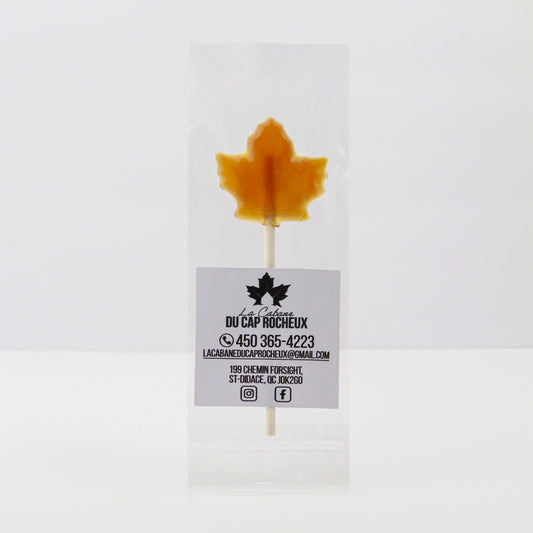 La Cabane
DU CAP ROCHEUX
450 365-4223
LACABANEDUCAPROCHEUX@GMAIL.COM
199 CHEMIN FORSIGHT,
ST-DIDACE, QC J0K2G0